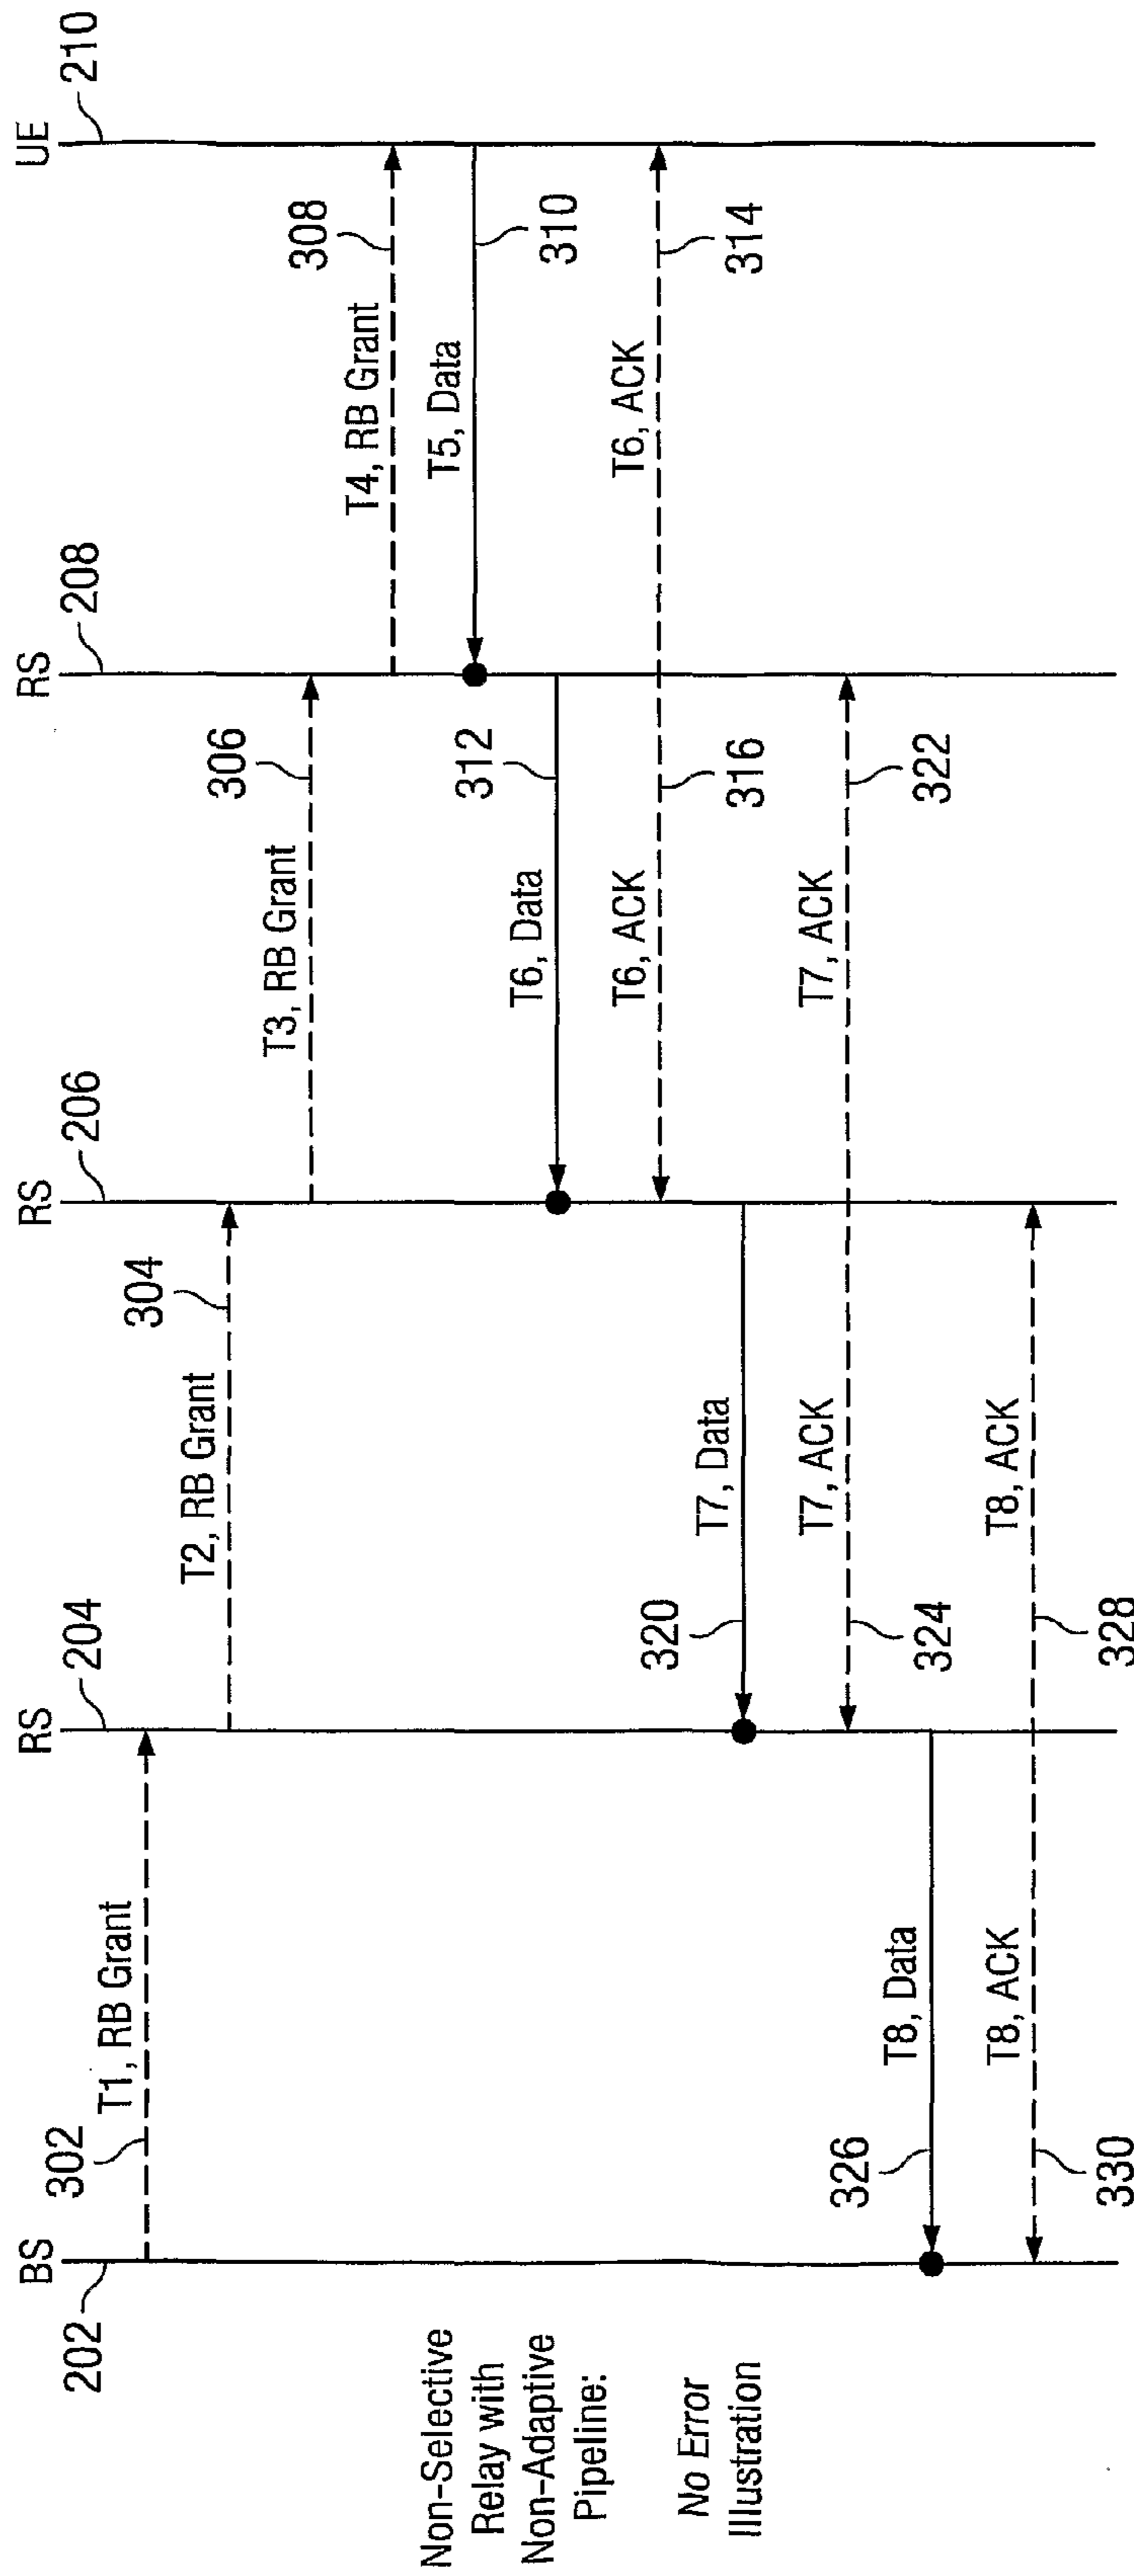 BS
RS
RS
RS
UE
202
204
206
208
210
302
T1, RB Grant
T2, RB Grant
304
T3, RB Grant
306
T4, RB Grant
308
T5, Data
310
T6, Data
312
T6, ACK
316
T6, ACK
314
320
T7, Data
T7, ACK
324
T7, ACK
322
326
T8, Data
T8, ACK
330
T8, ACK
328
Non-Selective
Relay with
Non-Adaptive
Pipeline:
No Error
Illustration